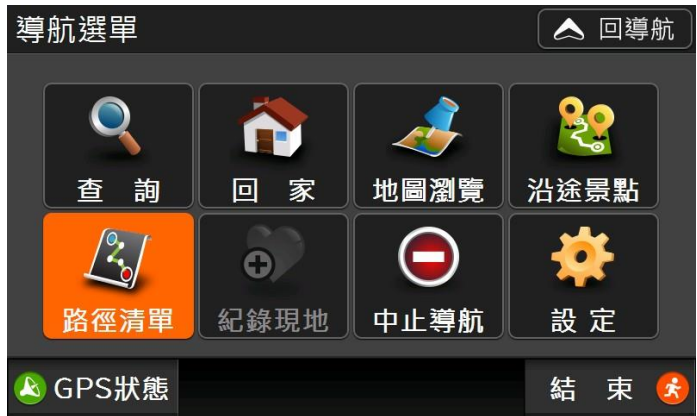 導航選單
回導航
查 詢
回 家
地圖瀏覽
沿途景點
路徑清單
紀錄現地
中止導航
設 定
GPS狀態
結 束